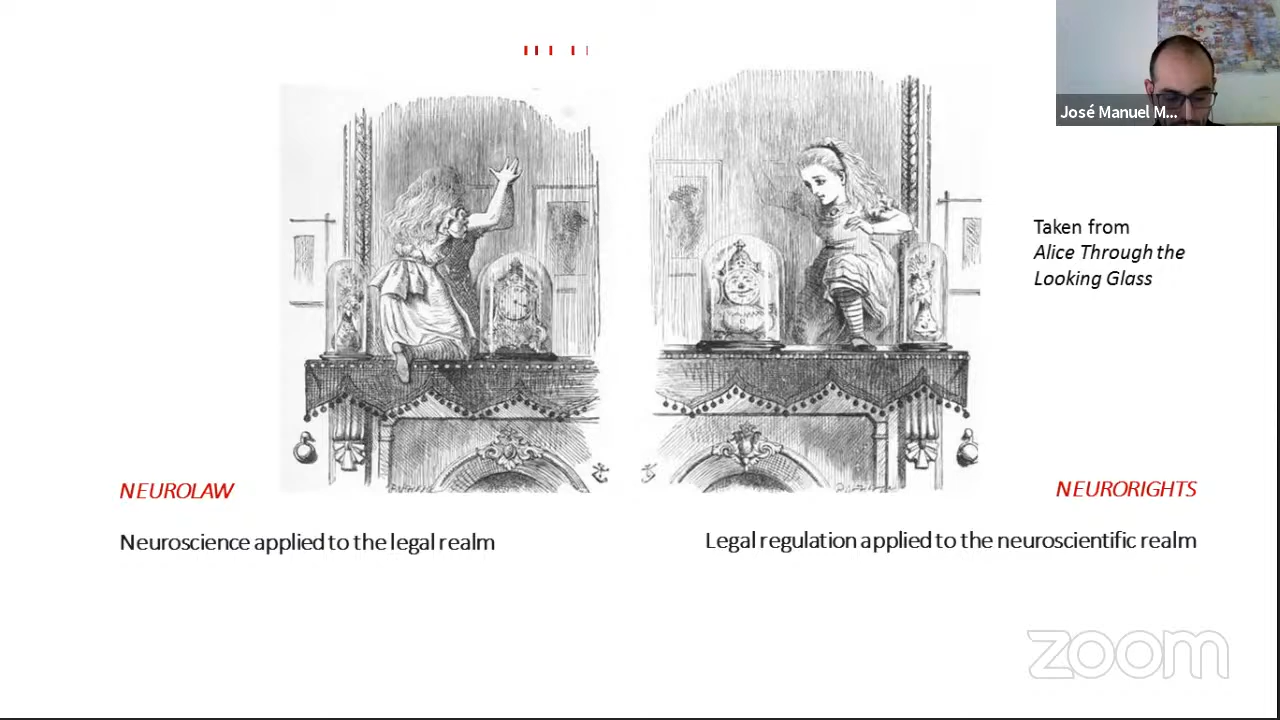 José Manuel M...
Taken from
Alice Through the
Looking Glass
NEUROLAW
NEURORIGHTS
Neuroscience applied to the legal realm
Legal regulation applied to the neuroscientific realm
zoom